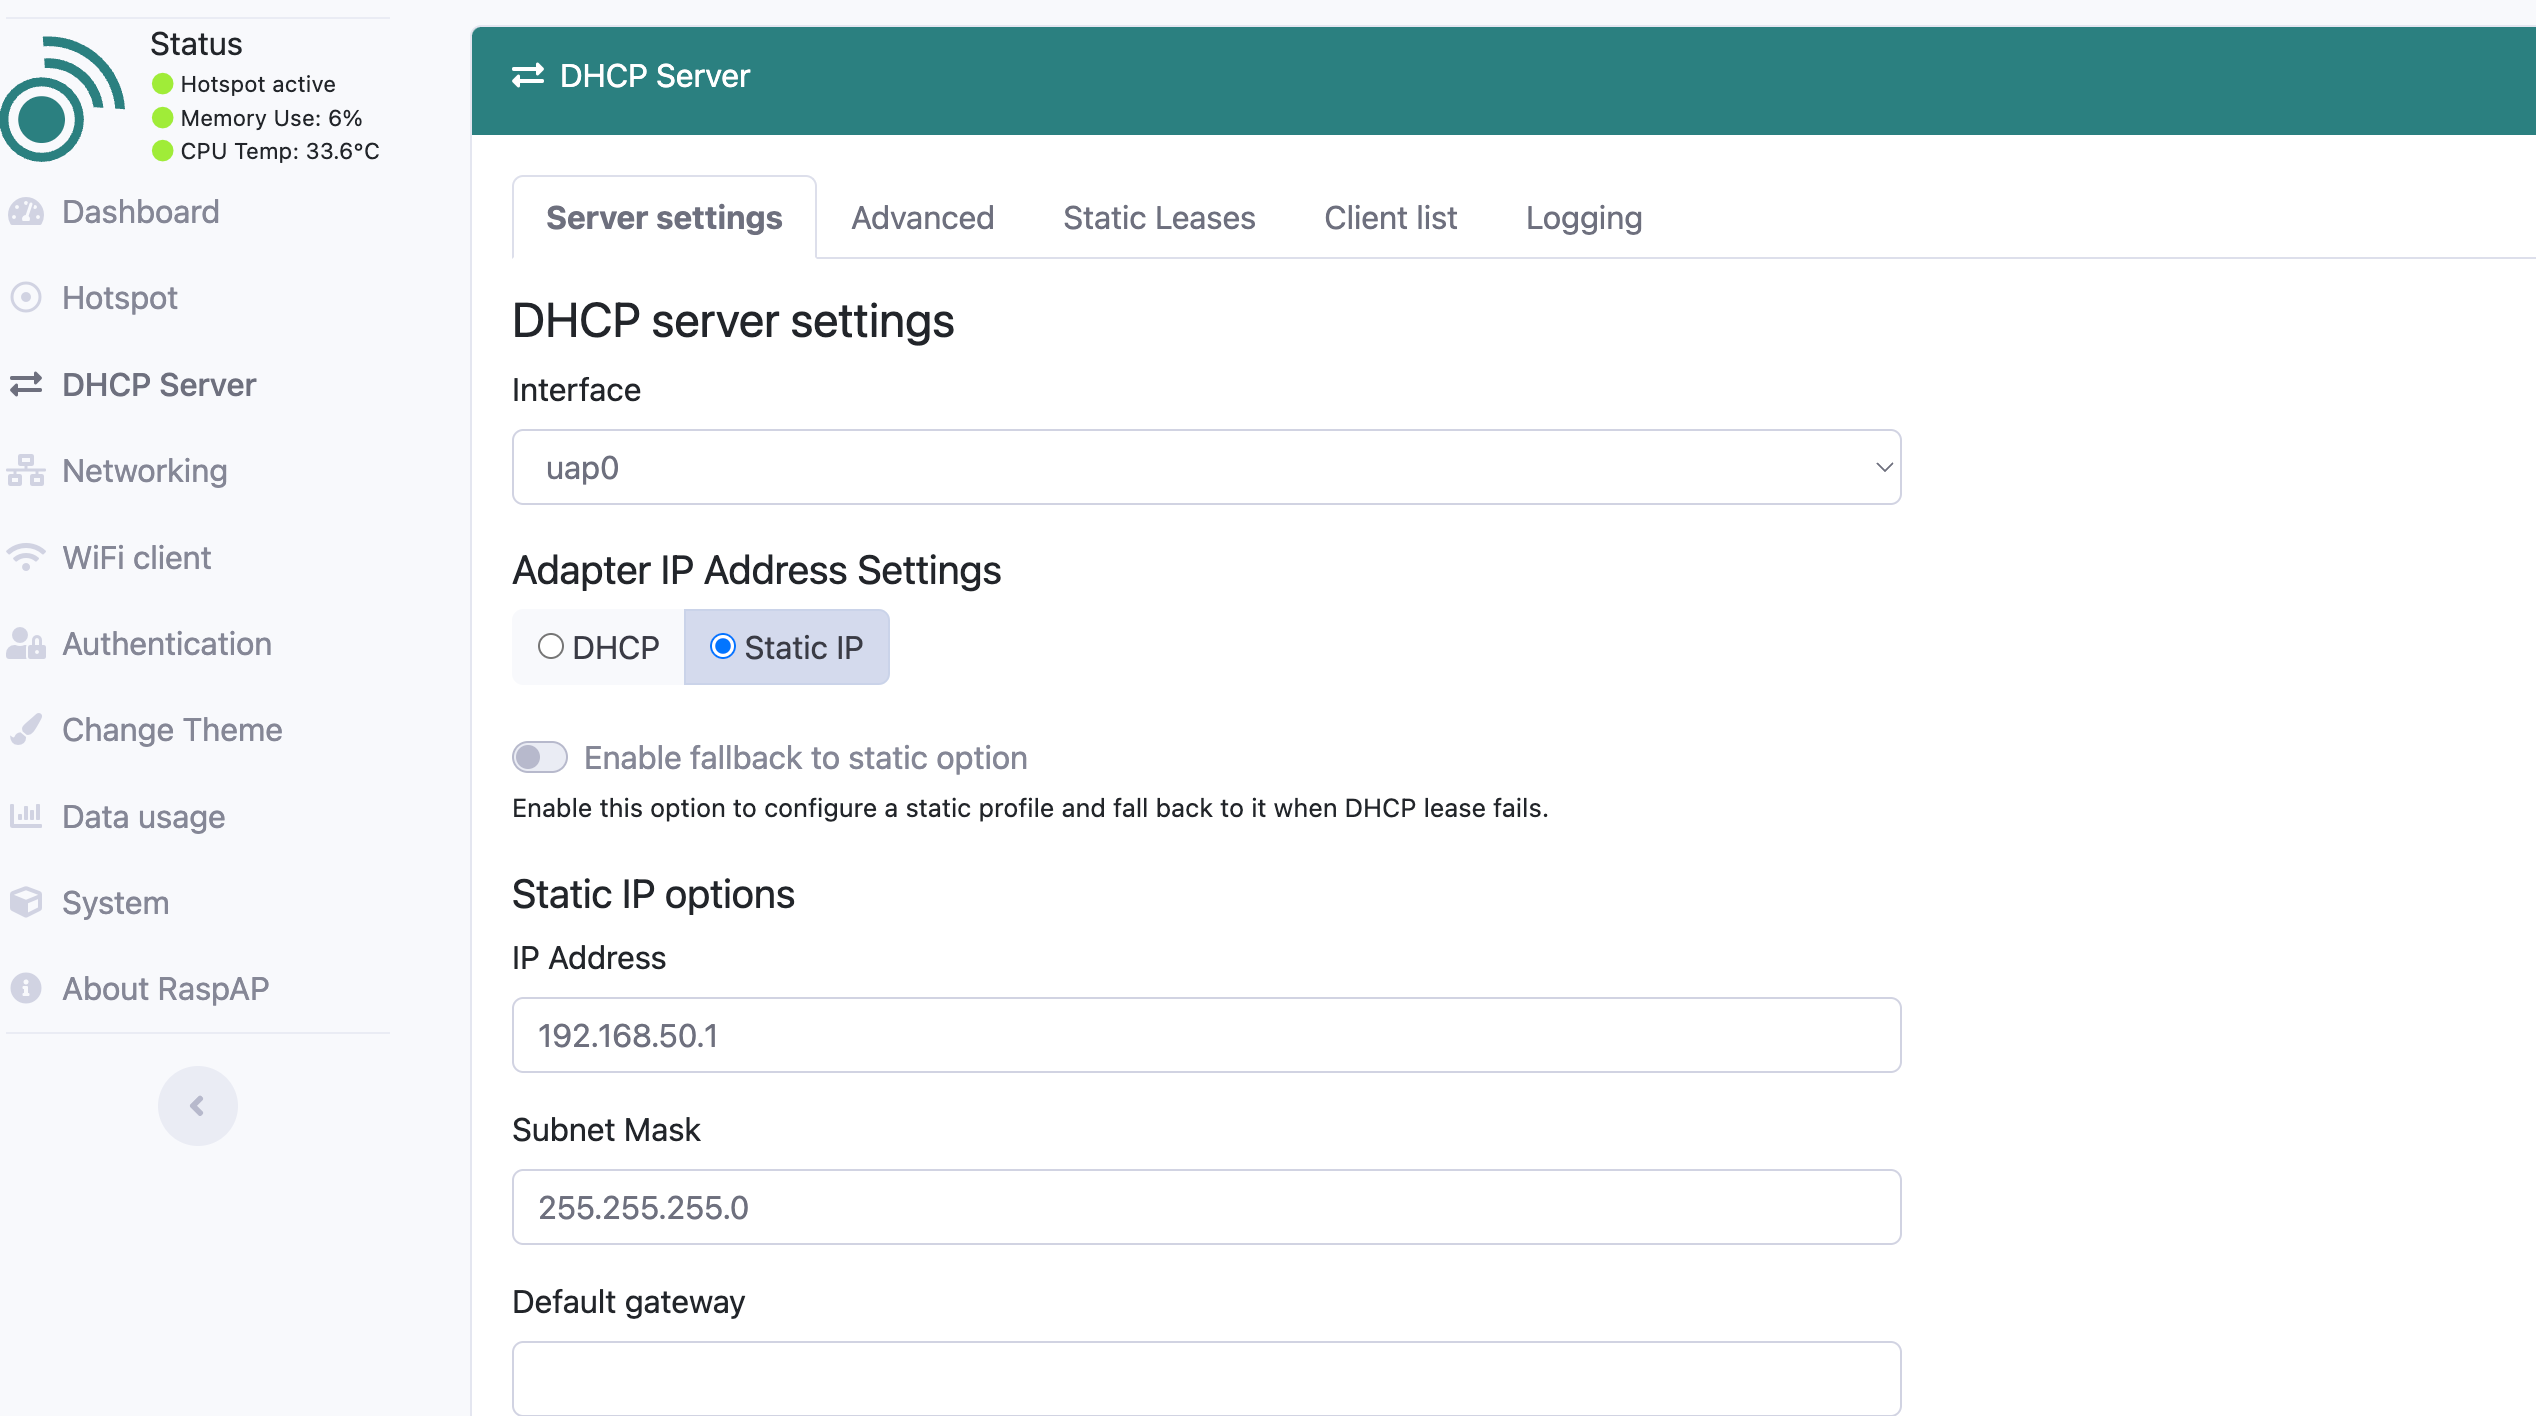 Status
Hotspot active
Memory Use: 6%
CPU Temp: 33.6°C
Dashboard
Hotspot
DHCP Server
Networking
WiFi client
Authentication
Change Theme
Data usage
System
About RaspAP
DHCP Server
Server settings Advanced Static Leases Client list Logging
DHCP server settings
Interface
uap0
Adapter IP Address Settings
DHCP Static IP
Enable fallback to static option
Enable this option to configure a static profile and fall back to it when DHCP lease fails.
Static IP options
IP Address
192.168.50.1
Subnet Mask
255.255.255.0
Default gateway